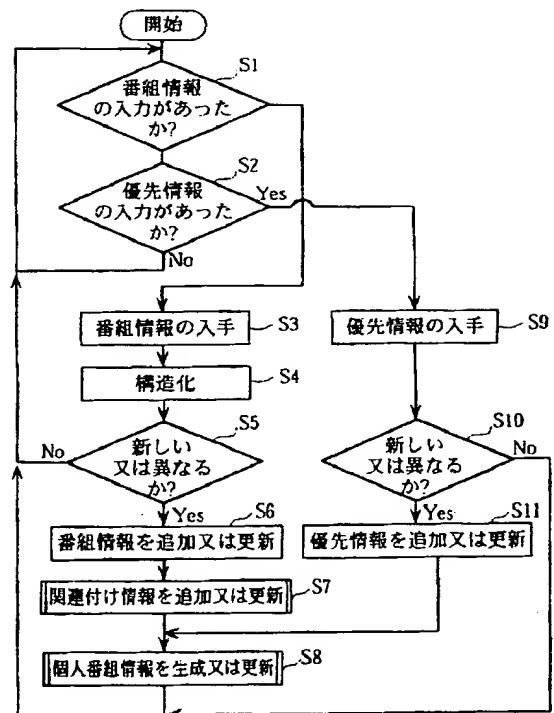 開始
S1
番組情報
の入力があった
か?
S2
優先情報
の入力があった
か?
Yes
No
番組情報の入手
S3
優先情報の入手
S9
構造化
S4
S5
新しい
又は異なる
か?
No
Yes
S10
新しい
又は異なる
か?
No
Yes
S6
番組情報を追加又は更新
S11
優先情報を追加又は更新
関連付け情報を追加又は更新
S7
個人番組情報を生成又は更新
S8